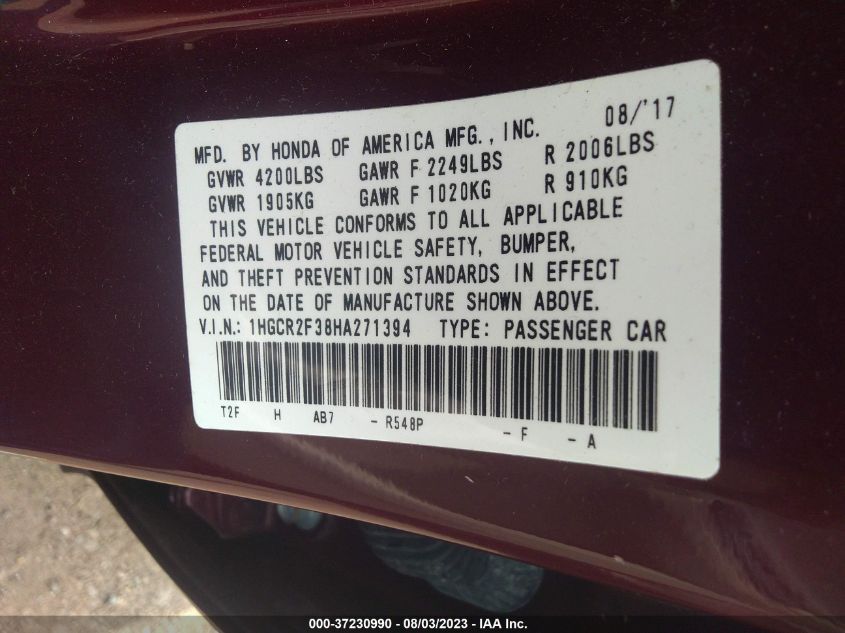 08/'17
MFD. BY HONDA OF AMERICA MFG., INC.
GVWR 4200LBS GAWR F 2249LBS R 2006LBS
GVWR 1905KG GAWR F 1020KG R 910KG
THIS VEHICLE CONFORMS TO ALL APPLICABLE
FEDERAL MOTOR VEHICLE SAFETY, BUMPER,
AND THEFT PREVENTION STANDARDS IN EFFECT
ON THE DATE OF MANUFACTURE SHOWN ABOVE.
V.I.N.: 1HGCR2F38HA271394 TYPE: PASSENGER CAR
T2F H AB7 - R548P - F - A
000-37230990 - 08/03/2023 - IAA Inc.